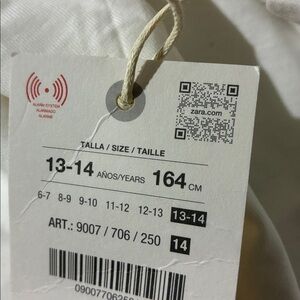 ALARM SYSTEM
ALARMADO
ALARME
zara.com
TALLA / SIZE / TAILLE
13-14 AÑOS/YEARS 164 CM
6-7 8-9 9-10 11-12 12-13 13-14
ART.: 9007 / 706 / 250 14